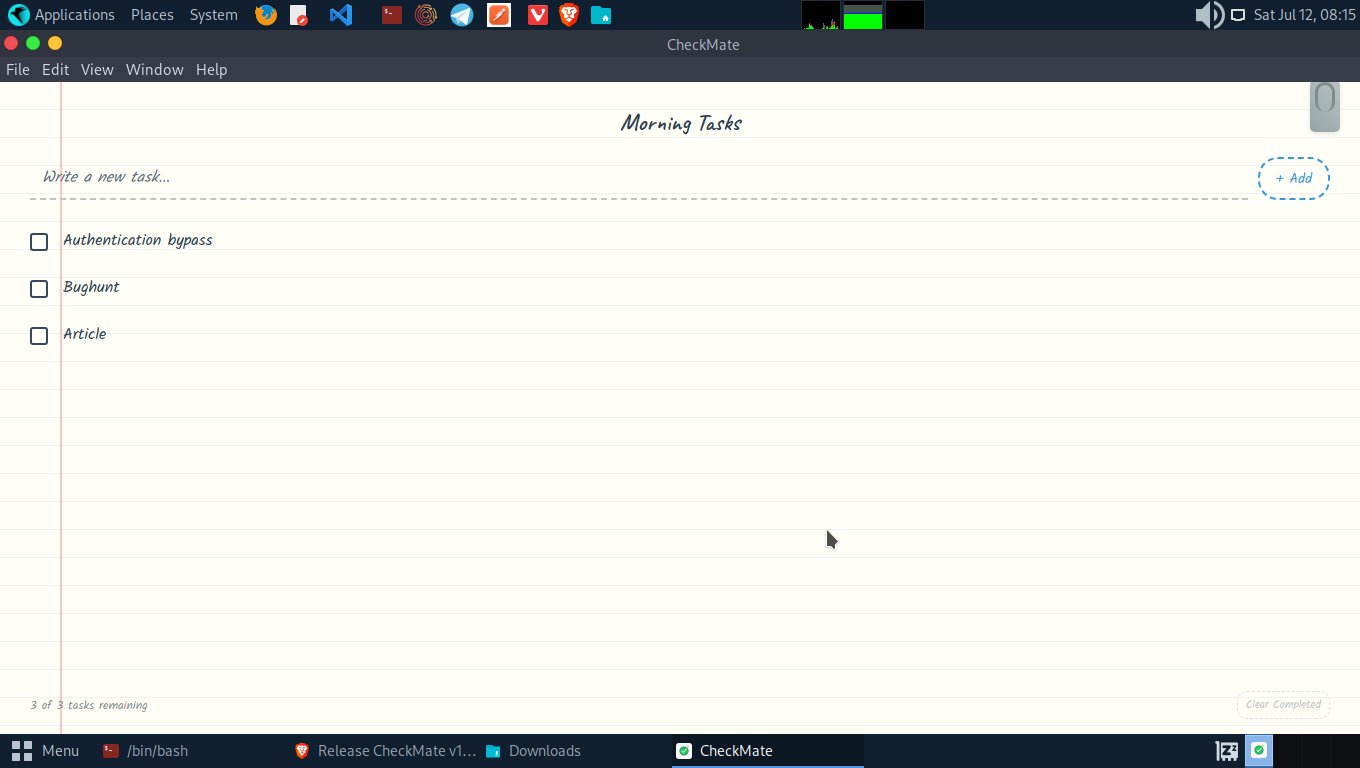 Applications Places System Sat Jul 12, 08:15
CheckMate
File Edit View Window Help
Morning Tasks
Write a new task...
+ Add
Authentication bypass
Bughunt
Article
3 of 3 tasks remaining
Clear Completed
Menu /bin/bash Release CheckMate v1... Downloads CheckMate